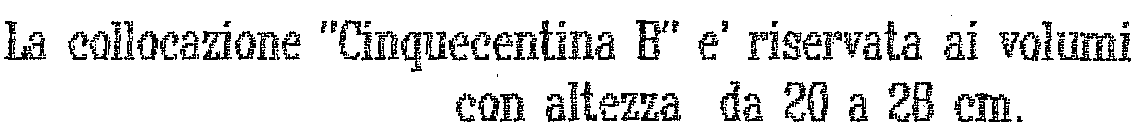 La collocazione "Cinquecentina B" e' riservata ai volumi
con altezza da 20 a 28 cm.